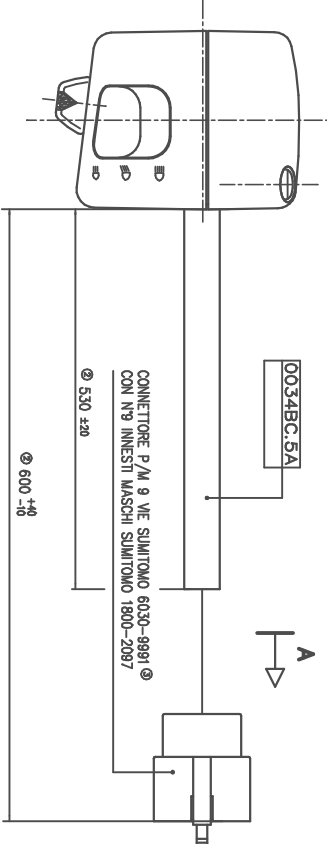 0034BC.5A
A
CONNETTORE P/M 9 VIE SUMITOMO 6030-9991 ③
CON N°9 INNESTI MASCHI SUMITOMO 1800-2097
② 530 ±20
② 600 +40 -10